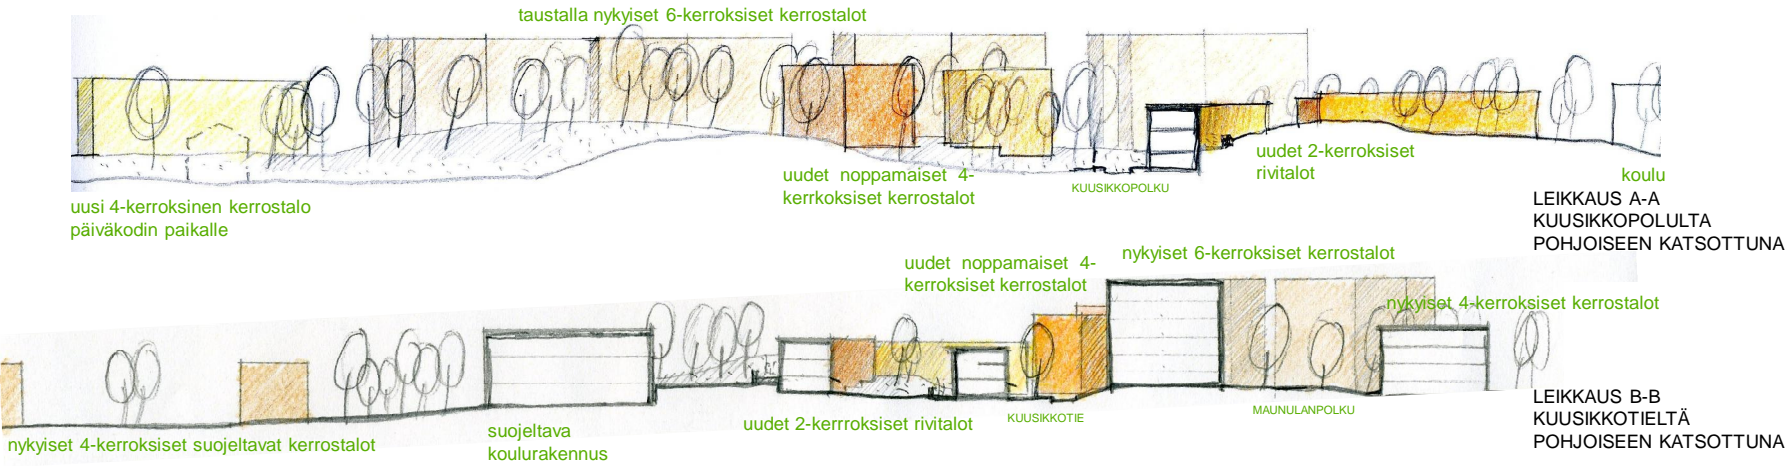 taustalla nykyiset 6-kerroksiset kerrostalot
uudet 2-kerroksiset
rivitalot
uudet noppamaiset 4-
kerrkoksiset kerrostalot
KUUSIKKOPOLKU
koulu
uusi 4-kerroksinen kerrostalo
päiväkodin paikalle
LEIKKAUS A-A
KUUSIKKOPOLULTA
POHJOISEEN KATSOTTUNA
uudet noppamaiset 4-
kerroksiset kerrostalot
nykyiset 6-kerroksiset kerrostalot
nykyiset 4-kerroksiset kerrostalot
nykyiset 4-kerroksiset suojeltavat kerrostalot
suojeltava
koulurakennus
uudet 2-kerrroksiset rivitalot
KUUSIKKOTIE
MAUNULANPOLKU
LEIKKAUS B-B
KUUSIKKOTIELTÄ
POHJOISEEN KATSOTTUNA